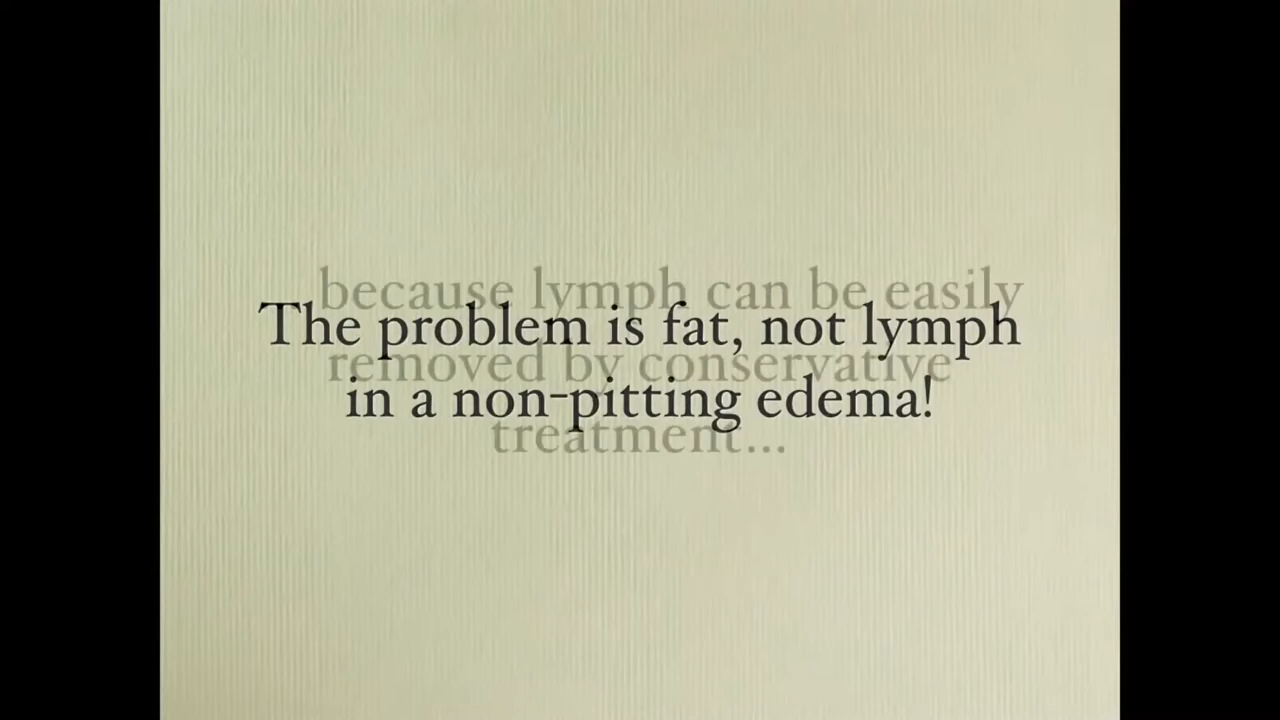 The problem is fat, not lymph
in a non-pitting edema!
because lymph can be easily
removed by conservative
treatment...